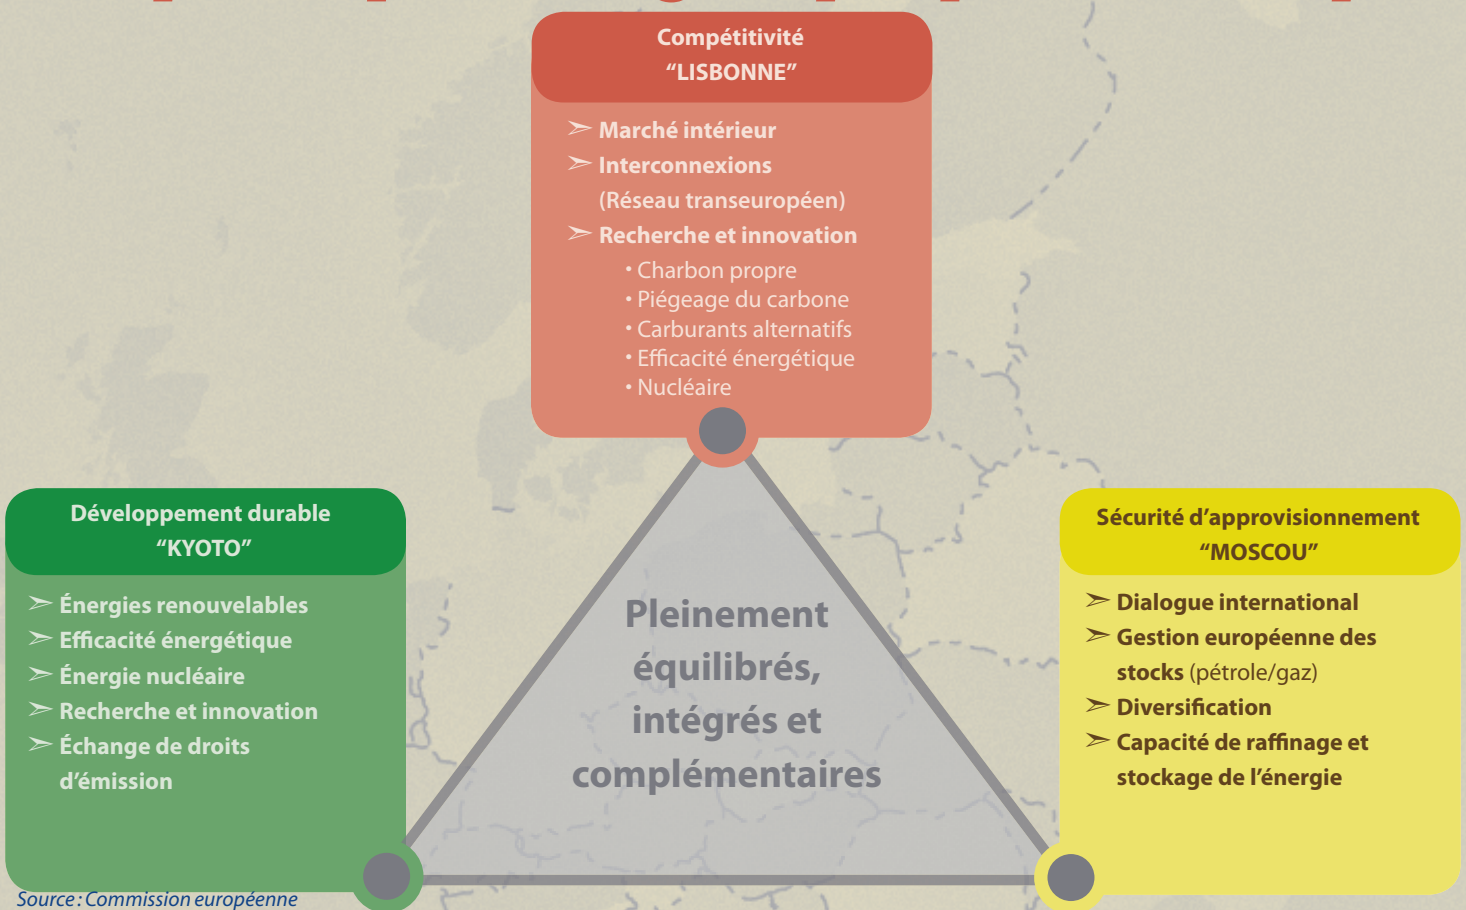 Compétitivité
“LISBONNE”
➣ Marché intérieur
➣ Interconnexions
(Réseau transeuropéen)
➣ Recherche et innovation
• Charbon propre
• Piégeage du carbone
• Carburants alternatifs
• Efficacité énergétique
• Nucléaire
Développement durable
“KYOTO”
➣ Énergies renouvelables
➣ Efficacité énergétique
➣ Énergie nucléaire
➣ Recherche et innovation
➣ Échange de droits
d’émission
Pleinement
équilibrés,
intégrés et
complémentaires
Sécurité d’approvisionnement
“MOSCOU”
➣ Dialogue international
➣ Gestion européenne des
stocks (pétrole/gaz)
➣ Diversification
➣ Capacité de raffinage et
stockage de l’énergie
Source : Commission européenne